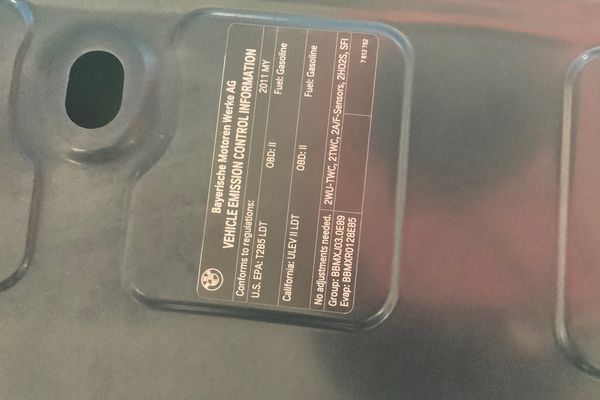 Bayerische Motoren Werke AG
VEHICLE EMISSION CONTROL INFORMATION
Conforms to regulations: 2011 MY
U.S. EPA: T2B5 LDT OBD: II Fuel: Gasoline
California: ULEV II LDT OBD: II Fuel: Gasoline
No adjustments needed. 2WU-TWC, 2TWC, 2A/F-Sensors, 2HO2S, SFI
Group: BBMXJ03.0E89
Evap: BBMXR0128EB5
7 612 762